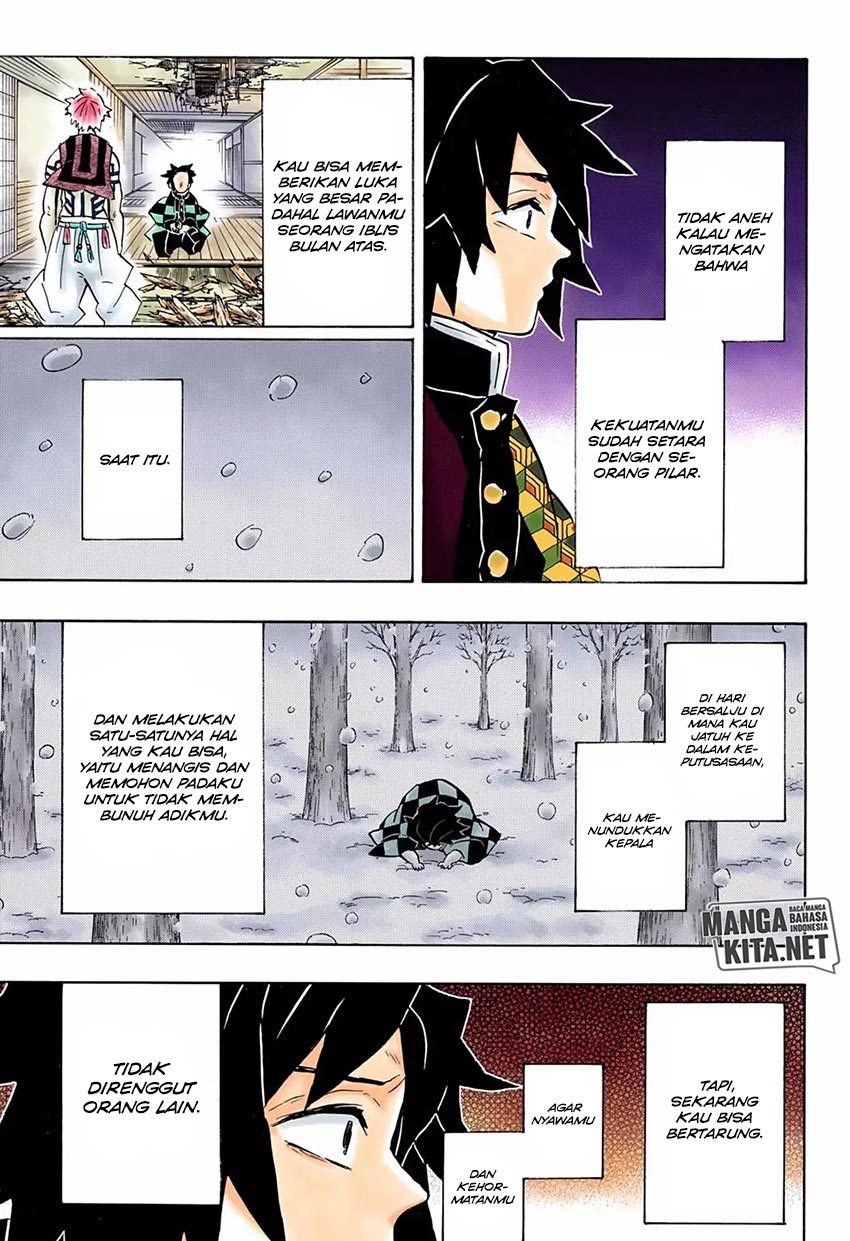 TIDAK ANEH
KALAU ME-
NGATAKAN
BAHWA
KEKUATANMU
SUDAH SETARA
DENGAN SE-
ORANG PILAR.
KAU BISA MEM-
BERIKAN LUKA
YANG BESAR PA-
DAHAL LAWANMU
SEORANG IBLIS
BULAN ATAS.
SAAT ITU.
DI HARI
BERSALJU DI
MANA KAU
JATUH KE
DALAM KE-
PUTUSASAAN,
KAU ME-
NUNDUKKAN
KEPALA
DAN MELAKUKAN
SATU-SATUNYA HAL
YANG KAU BISA,
YAITU MENANGIS DAN
MEMOHON PADAKU
UNTUK TIDAK MEM-
BUNUH ADIKMU.
MANGA
KITA.NET
BACA MANGA
BAHASA
INDONESIA
TAPI,
SEKARANG
KAU BISA
BERTARUNG.
AGAR
NYAWAMU
DAN
KEHOR-
MATANMU
TIDAK
DIRENGGUT
ORANG LAIN.